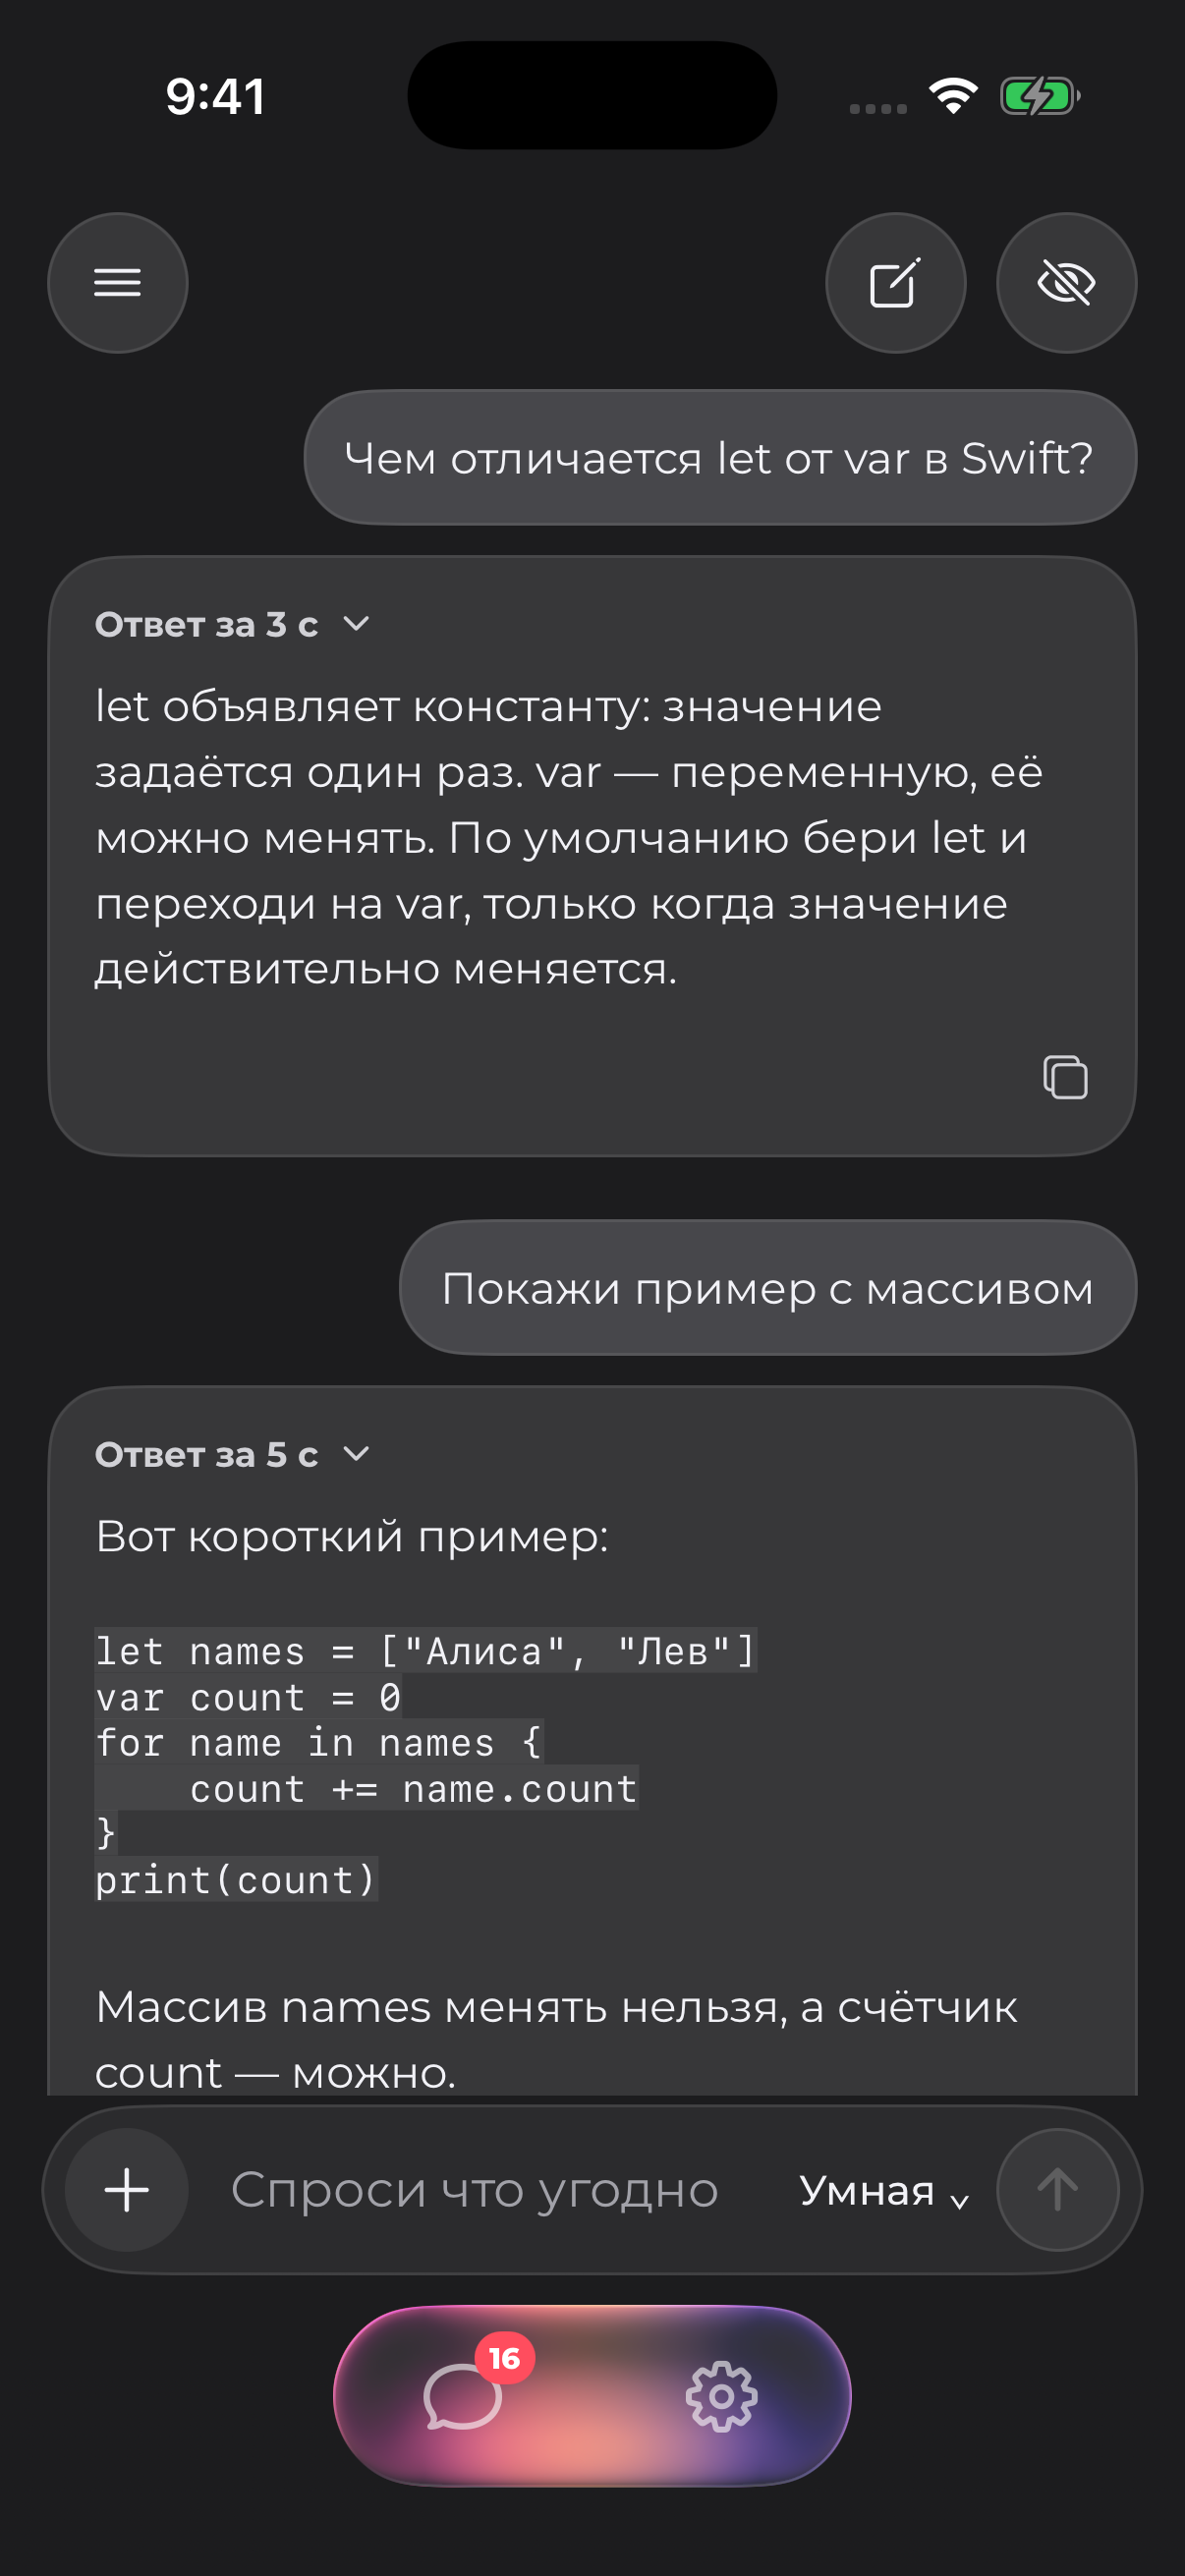 9:41
Чем отличается let от var в Swift?
Ответ за 3 с
let объявляет константу: значение
задаётся один раз. var — переменную, её
можно менять. По умолчанию бери let и
переходи на var, только когда значение
действительно меняется.
Покажи пример с массивом
Ответ за 5 с
Вот короткий пример:
let names = ["Алиса", "Лев"]
var count = 0
for name in names {
    count += name.count
}
print(count)
Массив names менять нельзя, а счётчик
count — можно.
Спроси что угодно
Умная
16